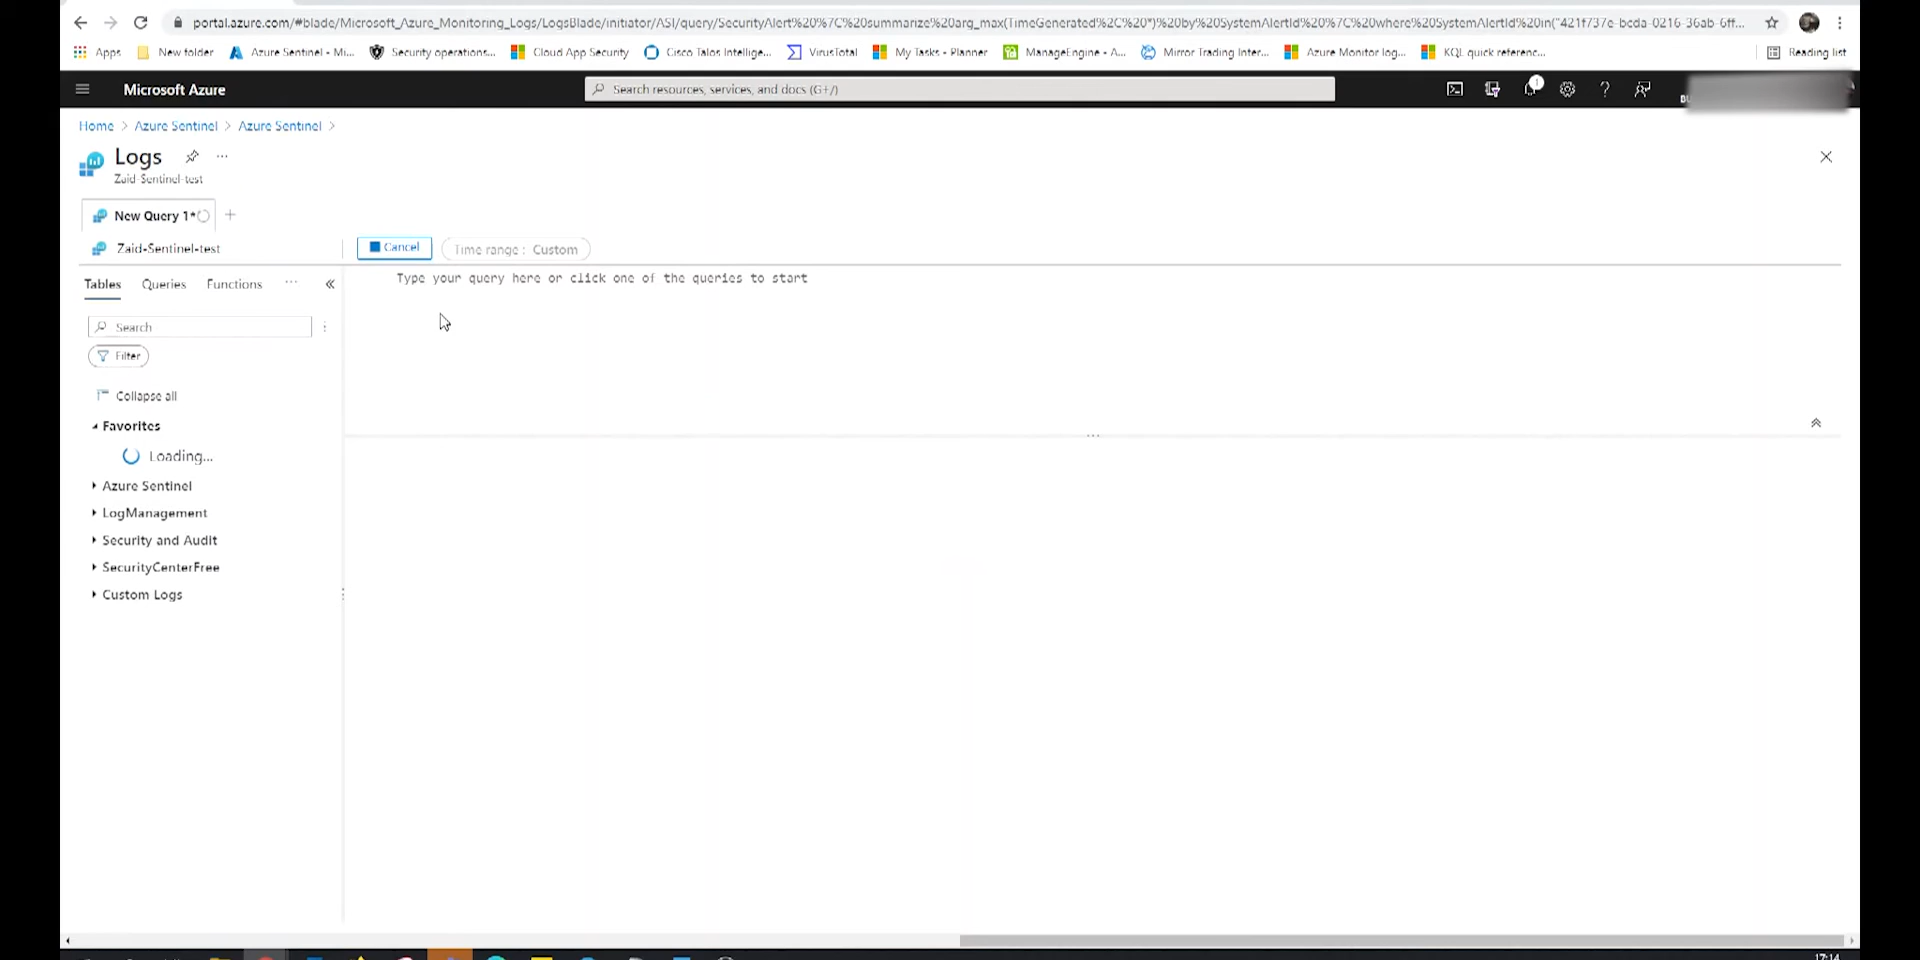 portal.azure.com/#blade/Microsoft_Azure_Monitoring_Logs/LogsBlade/initiator/ASI/query/SecurityAlert%20%7C%20summarize%20arg_max(TimeGenerated%2C%20*)%20by%20SystemAlertId%20%7C%20where%20SystemAlertId%20in("421f737e-bcda-0216-36ab-6ff...
Apps New folder Azure Sentinel - Mi... Security operations... Cloud App Security Cisco Talos Intellige... VirusTotal My Tasks - Planner ManageEngine - A... Mirror Trading Inter... Azure Monitor log... KQL quick referenc... Reading list
Microsoft Azure Search resources, services, and docs (G+/) 1
Home > Azure Sentinel > Azure Sentinel >
Logs ...
Zaid-Sentinel-test
New Query 1* +
Zaid-Sentinel-test Cancel Time range : Custom
Type your query here or click one of the queries to start
Tables Queries Functions ... «
Search
Filter
Collapse all
Favorites
Loading...
Azure Sentinel
LogManagement
Security and Audit
SecurityCenterFree
Custom Logs
17:14